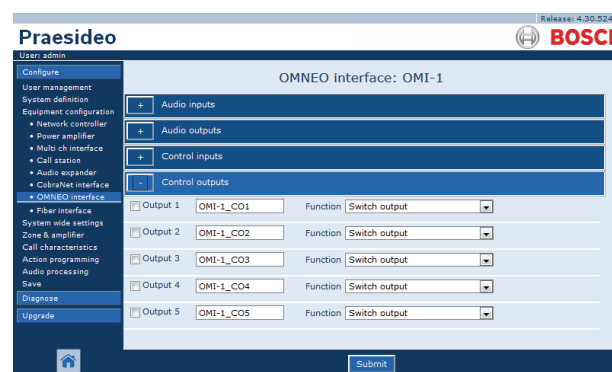 Release: 4.30.524
Praesideo
BOSC
User: admin
Configure
User management
System definition
Equipment configuration
• Network controller
• Power amplifier
• Multi ch interface
• Call station
• Audio expander
• CobraNet interface
• OMNEO interface
• Fiber interface
System wide settings
Zone & amplifier
Call characteristics
Action programming
Audio processing
Save
Diagnose
Upgrade
OMNEO interface: OMI-1
+ Audio inputs
+ Audio outputs
+ Control inputs
- Control outputs
Output 1 OMI-1_CO1 Function Switch output
Output 2 OMI-1_CO2 Function Switch output
Output 3 OMI-1_CO3 Function Switch output
Output 4 OMI-1_CO4 Function Switch output
Output 5 OMI-1_CO5 Function Switch output
Submit